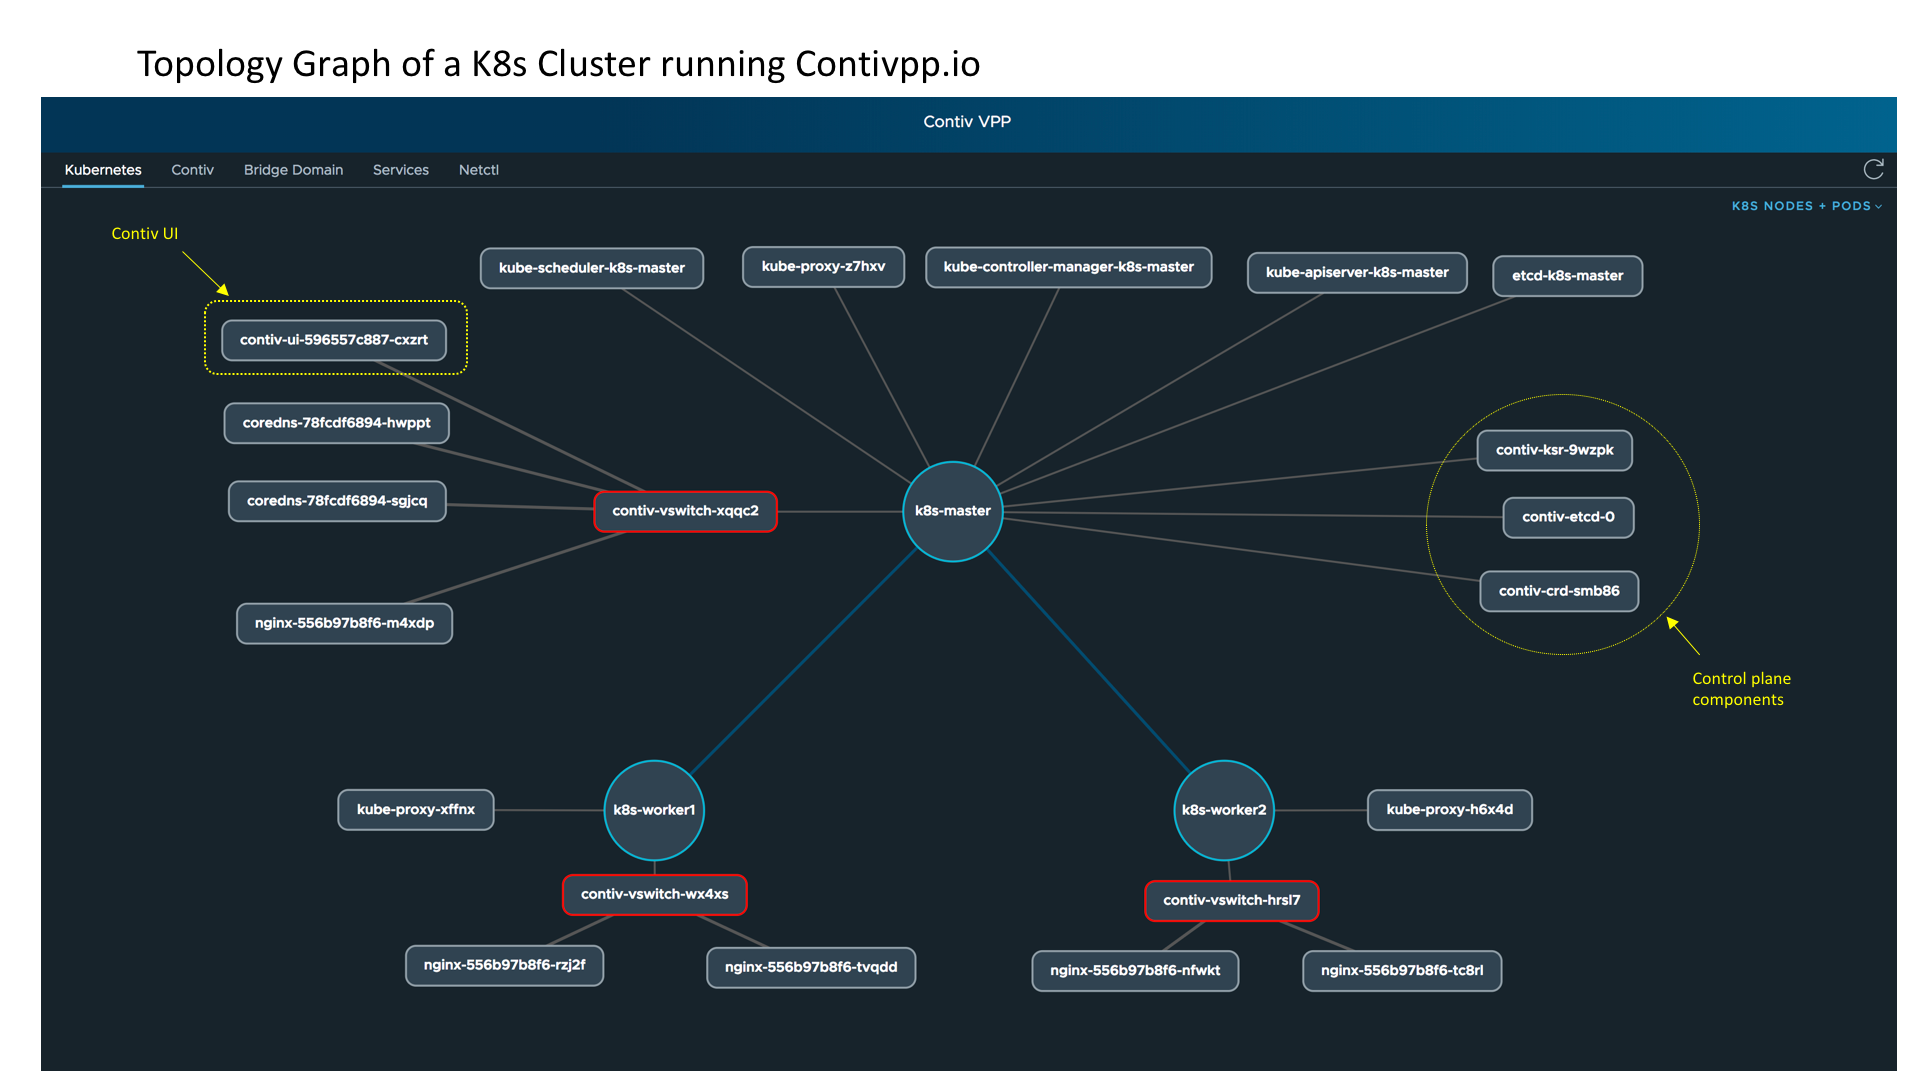 Topology Graph of a K8s Cluster running Contivpp.io
Contiv VPP
Kubernetes
Contiv
Bridge Domain
Services
Netctl
K8S NODES + PODS
Contiv UI
kube-scheduler-k8s-master
kube-proxy-z7hxv
kube-controller-manager-k8s-master
kube-apiserver-k8s-master
etcd-k8s-master
contiv-ui-596557c887-cxzrt
coredns-78fcdf6894-hwppt
coredns-78fcdf6894-sgjcq
contiv-vswitch-xqqc2
k8s-master
contiv-ksr-9wzpk
contiv-etcd-0
contiv-crd-smb86
nginx-556b97b8f6-m4xdp
Control plane
components
kube-proxy-xffnx
k8s-worker1
k8s-worker2
kube-proxy-h6x4d
contiv-vswitch-wx4xs
contiv-vswitch-hrsl7
nginx-556b97b8f6-rzj2f
nginx-556b97b8f6-tvqdd
nginx-556b97b8f6-nfwkt
nginx-556b97b8f6-tc8rl